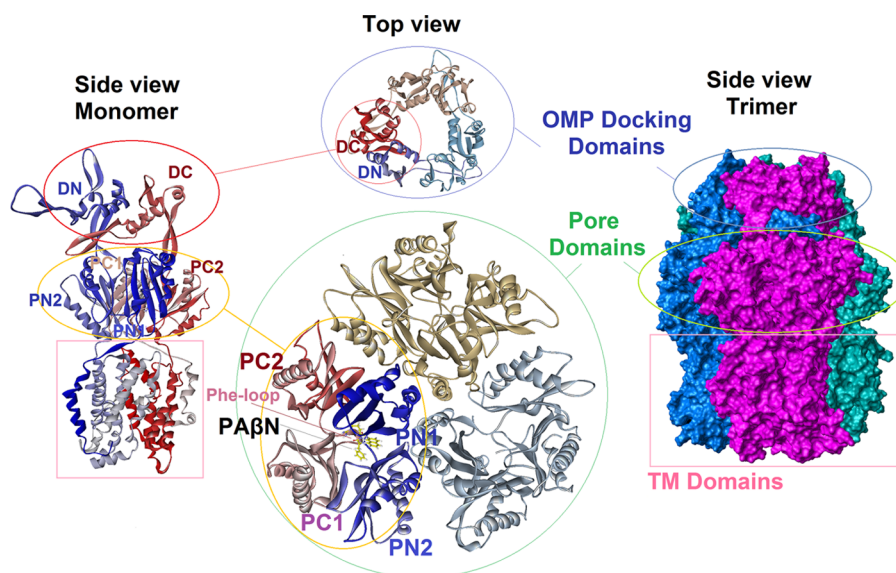 Top view
Side view
Monomer
Side view
Trimer
OMP Docking
Domains
DN
DC
DC
DN
Pore
Domains
PC1
PC2
PN2
PN1
PC2
Phe-loop
PAβN
PN1
PC1
PN2
TM Domains